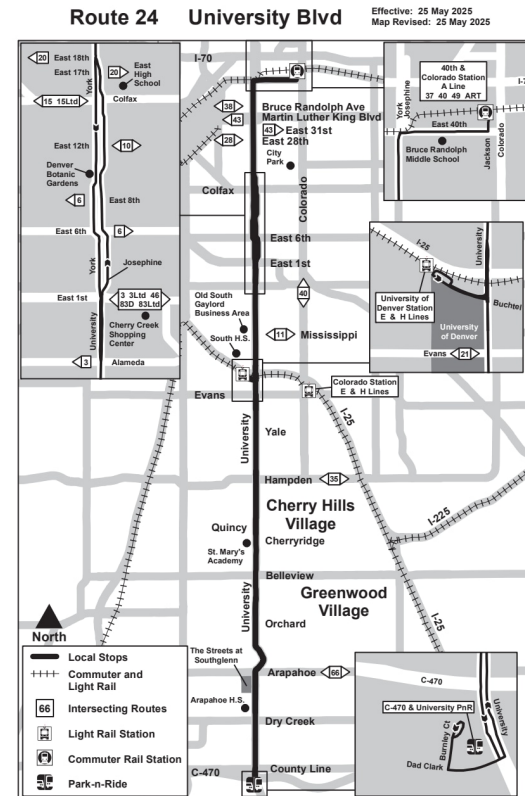 Route 24 University Blvd
Effective: 25 May 2025
Map Revised: 25 May 2025
20
East 18th
East 17th
20
East
High
School
York
15 15Ltd
Colfax
East 12th
10
Denver
Botanic
Gardens
6
East 8th
East 6th
6
York
Josephine
East 1st
3 3Ltd 46
83D 83Ltd
Cherry Creek
Shopping
Center
University
3
Alameda
I-70
38
Bruce Randolph Ave
43
Martin Luther King Blvd
43
East 31st
28
East 28th
City
Park
Colfax
Colorado
East 6th
East 1st
40
Old South
Gaylord
Business Area
South H.S.
11
Mississippi
Evans
Colorado Station
E & H Lines
I-25
University
Yale
Hampden
35
Cherry Hills
Village
I-225
Quincy
Cherryridge
St. Mary's
Academy
Belleview
Greenwood
Village
University
Orchard
I-25
The Streets at
Southglenn
Arapahoe
66
Arapahoe H.S.
Dry Creek
C-470
County Line
40th &
Colorado Station
A Line
37 40 49 ART
I-7
York
Josephine
East 40th
Bruce Randolph
Middle School
Jackson
Colorado
I-25
University
University of
Denver Station
E & H Lines
Buchtel
University
of Denver
Evans
21
C-470
C-470 & University PnR
University
Burnley Ct
Dad Clark
North
Local Stops
Commuter and
Light Rail
66
Intersecting Routes
Light Rail Station
Commuter Rail Station
Park-n-Ride